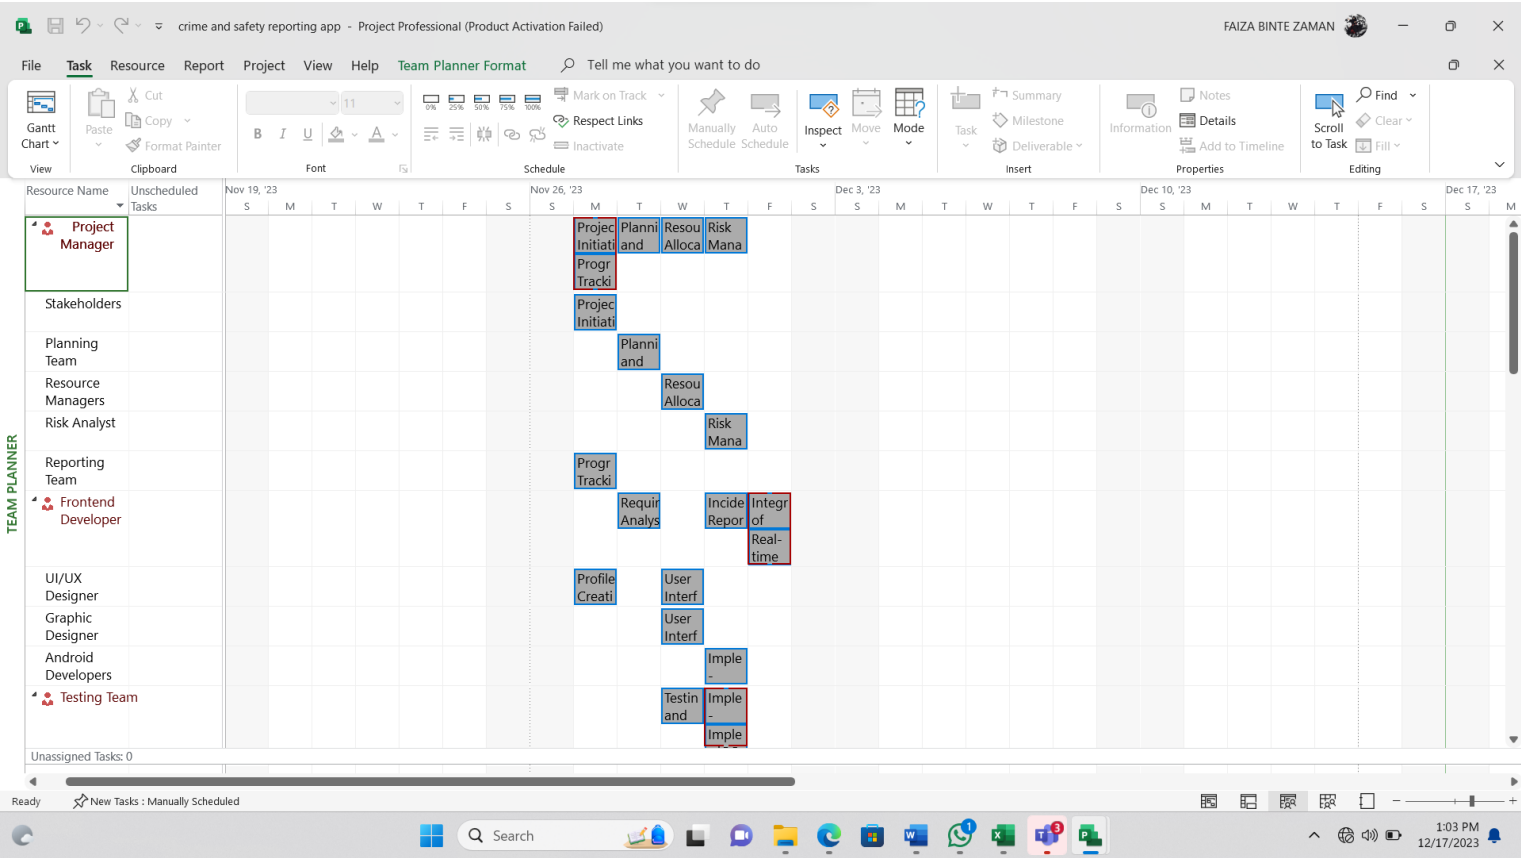 crime and safety reporting app - Project Professional (Product Activation Failed)
FAIZA BINTE ZAMAN
File Task Resource Report Project View Help Team Planner Format Tell me what you want to do
Gantt Chart
View
Paste
Cut
Copy
Format Painter
Clipboard
11
B I U A
Font
0% 25% 50% 75% 100%
Mark on Track
Respect Links
Inactivate
Schedule
Manually Schedule
Auto Schedule
Inspect
Move
Mode
Tasks
Task
Summary
Milestone
Deliverable
Insert
Information
Notes
Details
Add to Timeline
Properties
Scroll to Task
Find
Clear
Fill
Editing
Resource Name
Unscheduled Tasks
Nov 19, '23 Nov 26, '23 Dec 3, '23 Dec 10, '23 Dec 17, '23
S M T W T F S S M T W T F S S M T W T F S S M T W T F S S M
TEAM PLANNER
Project Manager
Projec Initiati
Planni and
Resou Alloca
Risk Mana
Progr Tracki
Stakeholders
Projec Initiati
Planning Team
Planni and
Resource Managers
Resou Alloca
Risk Analyst
Risk Mana
Reporting Team
Progr Tracki
Frontend Developer
Requir Analys
Incide Repor
Integr of
Real- time
UI/UX Designer
Profile Creati
User Interf
Graphic Designer
User Interf
Android Developers
Imple -
Testing Team
Testin and
Imple -
Imple
Unassigned Tasks: 0
Ready
New Tasks : Manually Scheduled
Search
1
3
1:03 PM
12/17/2023